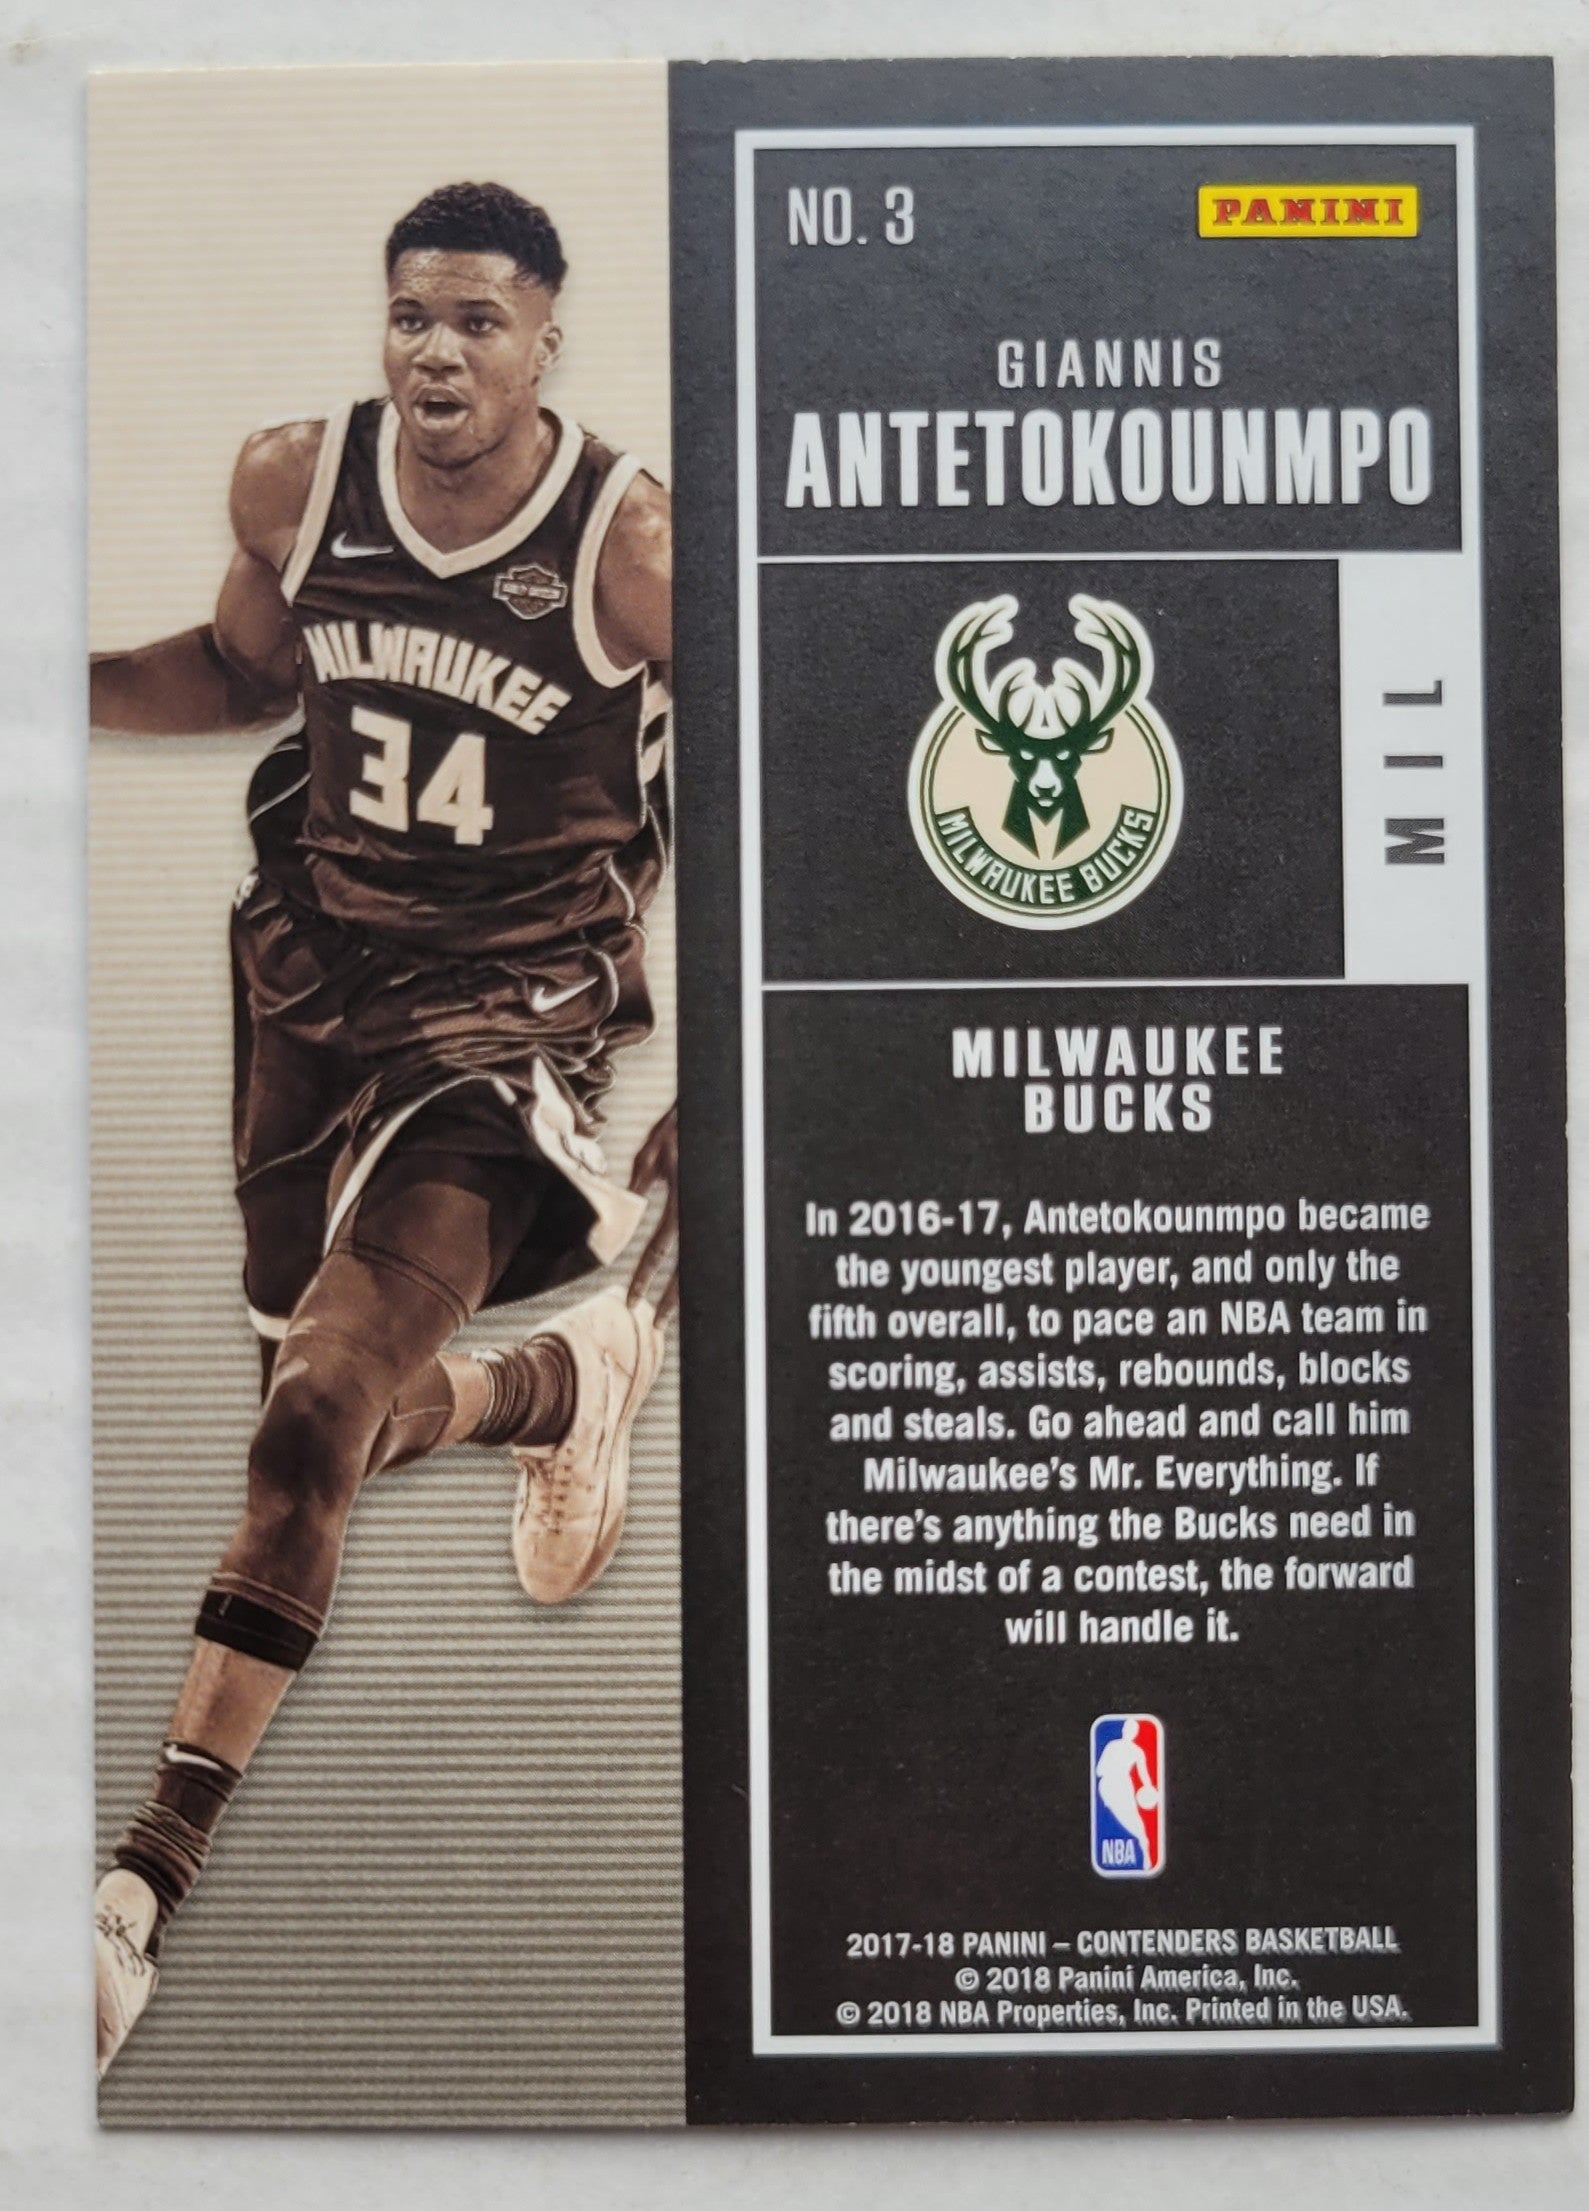 NO. 3
PANINI
GIANNIS
ANTETOKOUNMPO
MILWAUKEE
34
MILWAUKEE BUCKS
MIL
MILWAUKEE
BUCKS
In 2016-17, Antetokounmpo became
the youngest player, and only the
fifth overall, to pace an NBA team in
scoring, assists, rebounds, blocks
and steals. Go ahead and call him
Milwaukee's Mr. Everything. If
there's anything the Bucks need in
the midst of a contest, the forward
will handle it.
NBA
2017-18 PANINI – CONTENDERS BASKETBALL
© 2018 Panini America, Inc.
© 2018 NBA Properties, Inc. Printed in the USA.